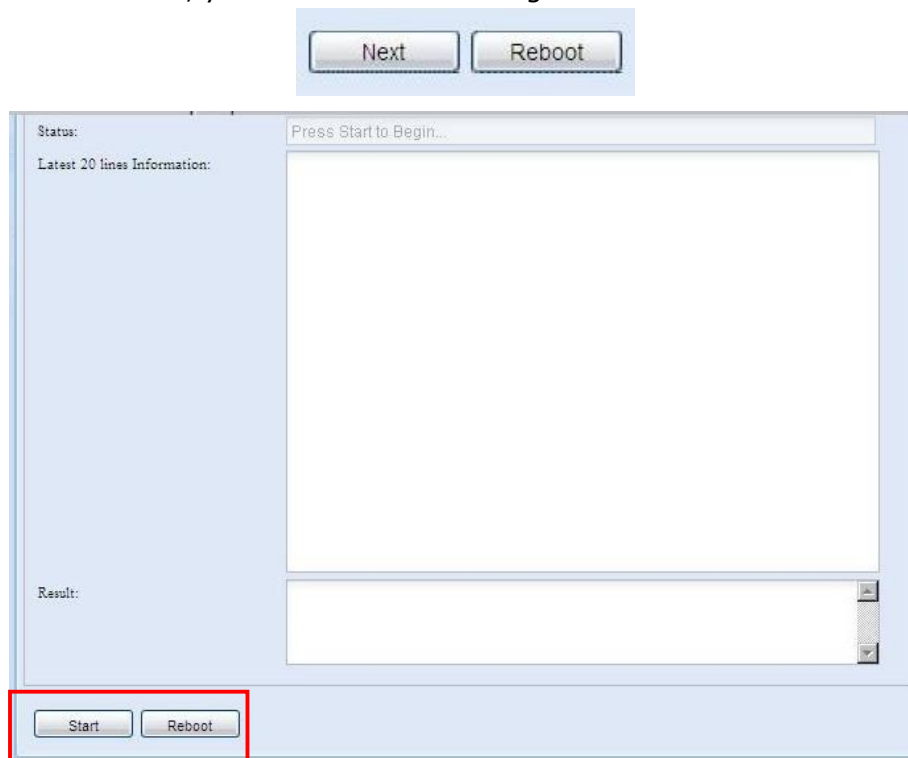 Next Reboot
Status: Press Start to Begin...
Latest 20 lines Information:
Result:
Start Reboot